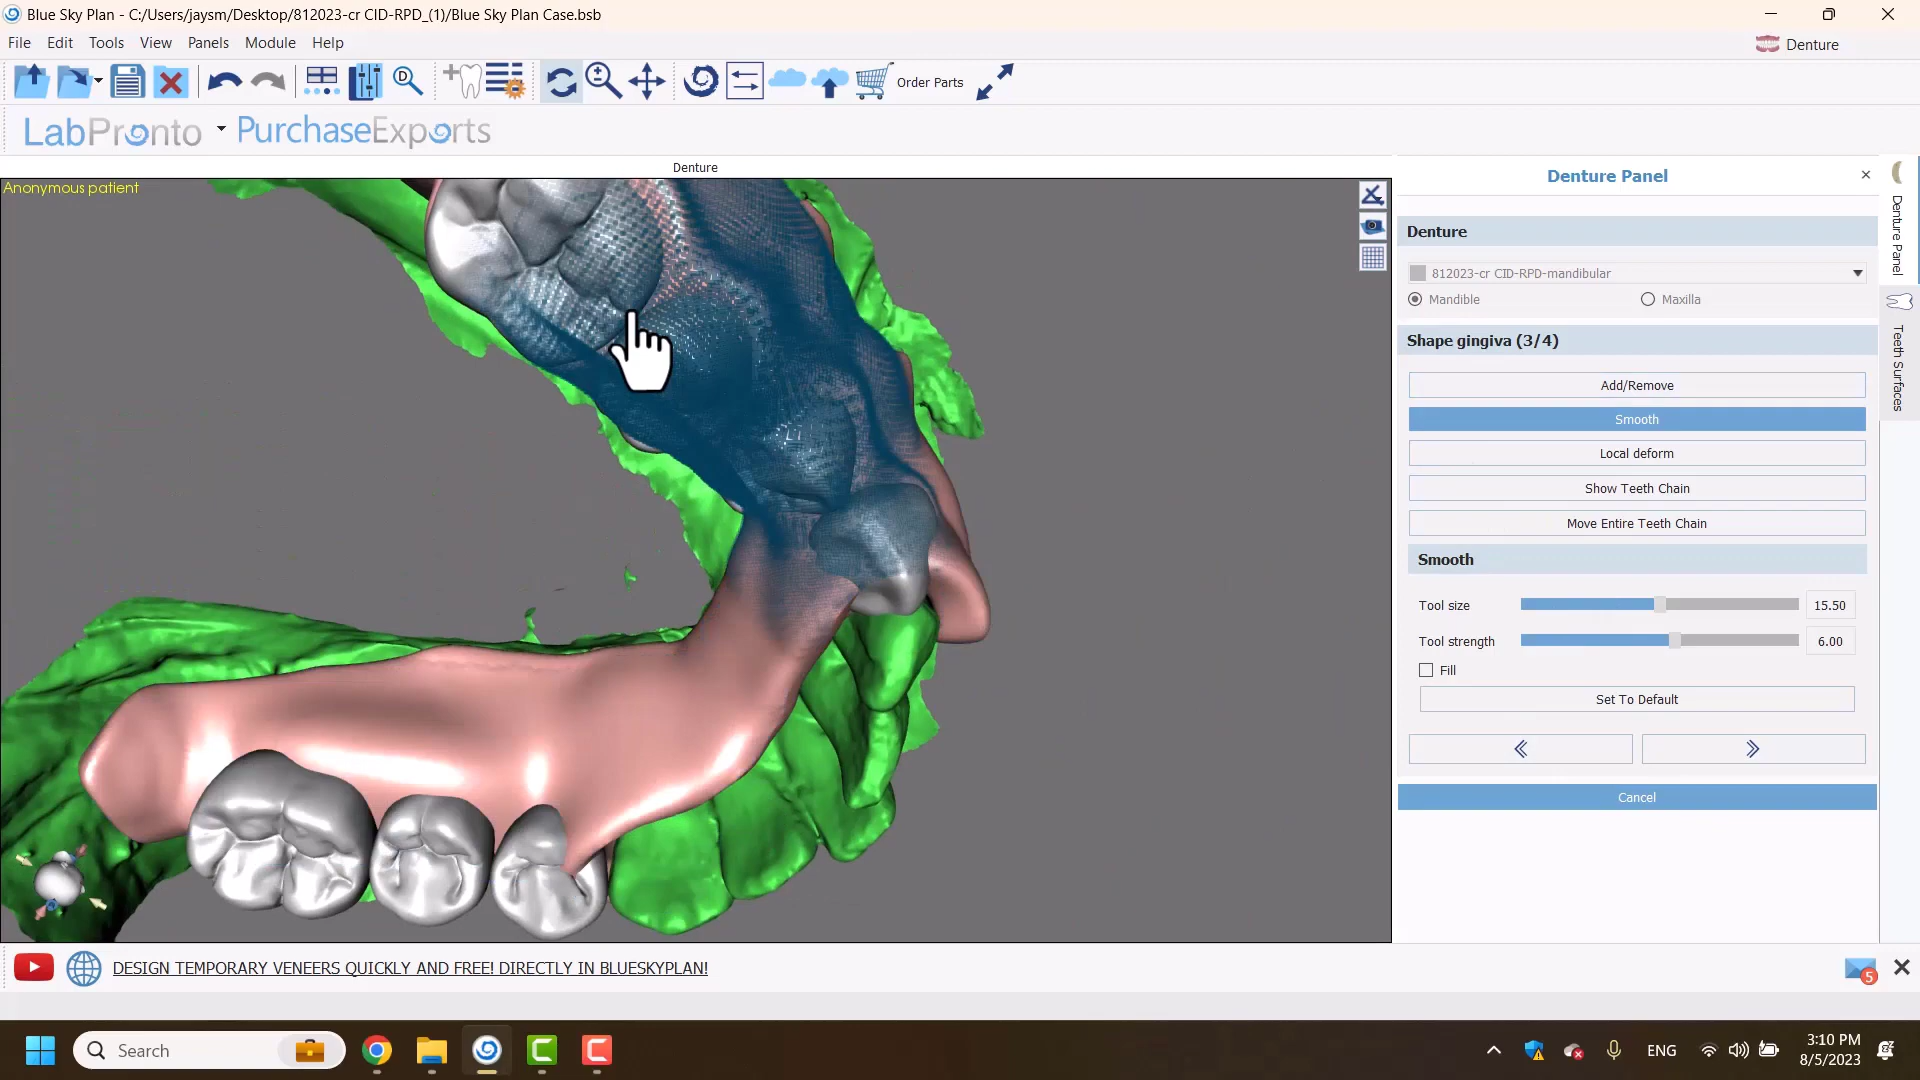 Blue Sky Plan - C:/Users/jaysm/Desktop/812023-cr CID-RPD_(1)/Blue Sky Plan Case.bsb
File Edit Tools View Panels Module Help
Denture
D
Order Parts
LabPronto PurchaseExports
Denture
Anonymous patient
Denture Panel
Denture
812023-cr CID-RPD-mandibular
Mandible Maxilla
Shape gingiva (3/4)
Add/Remove
Smooth
Local deform
Show Teeth Chain
Move Entire Teeth Chain
Smooth
Tool size 15.50
Tool strength 6.00
Fill
Set To Default
Cancel
Denture Panel
Teeth Surfaces
DESIGN TEMPORARY VENEERS QUICKLY AND FREE! DIRECTLY IN BLUESKYPLAN!
5
Search
ENG
3:10 PM
8/5/2023